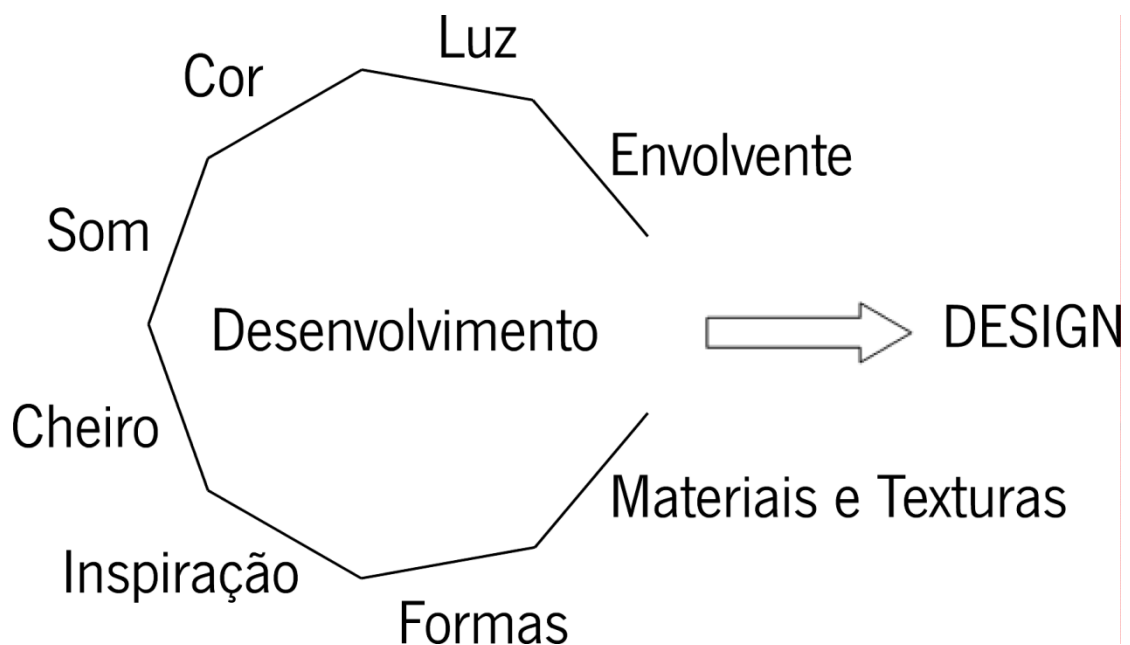 Luz
Cor
Envolvente
Som
Desenvolvimento
DESIGN
Cheiro
Materiais e Texturas
Inspiração
Formas